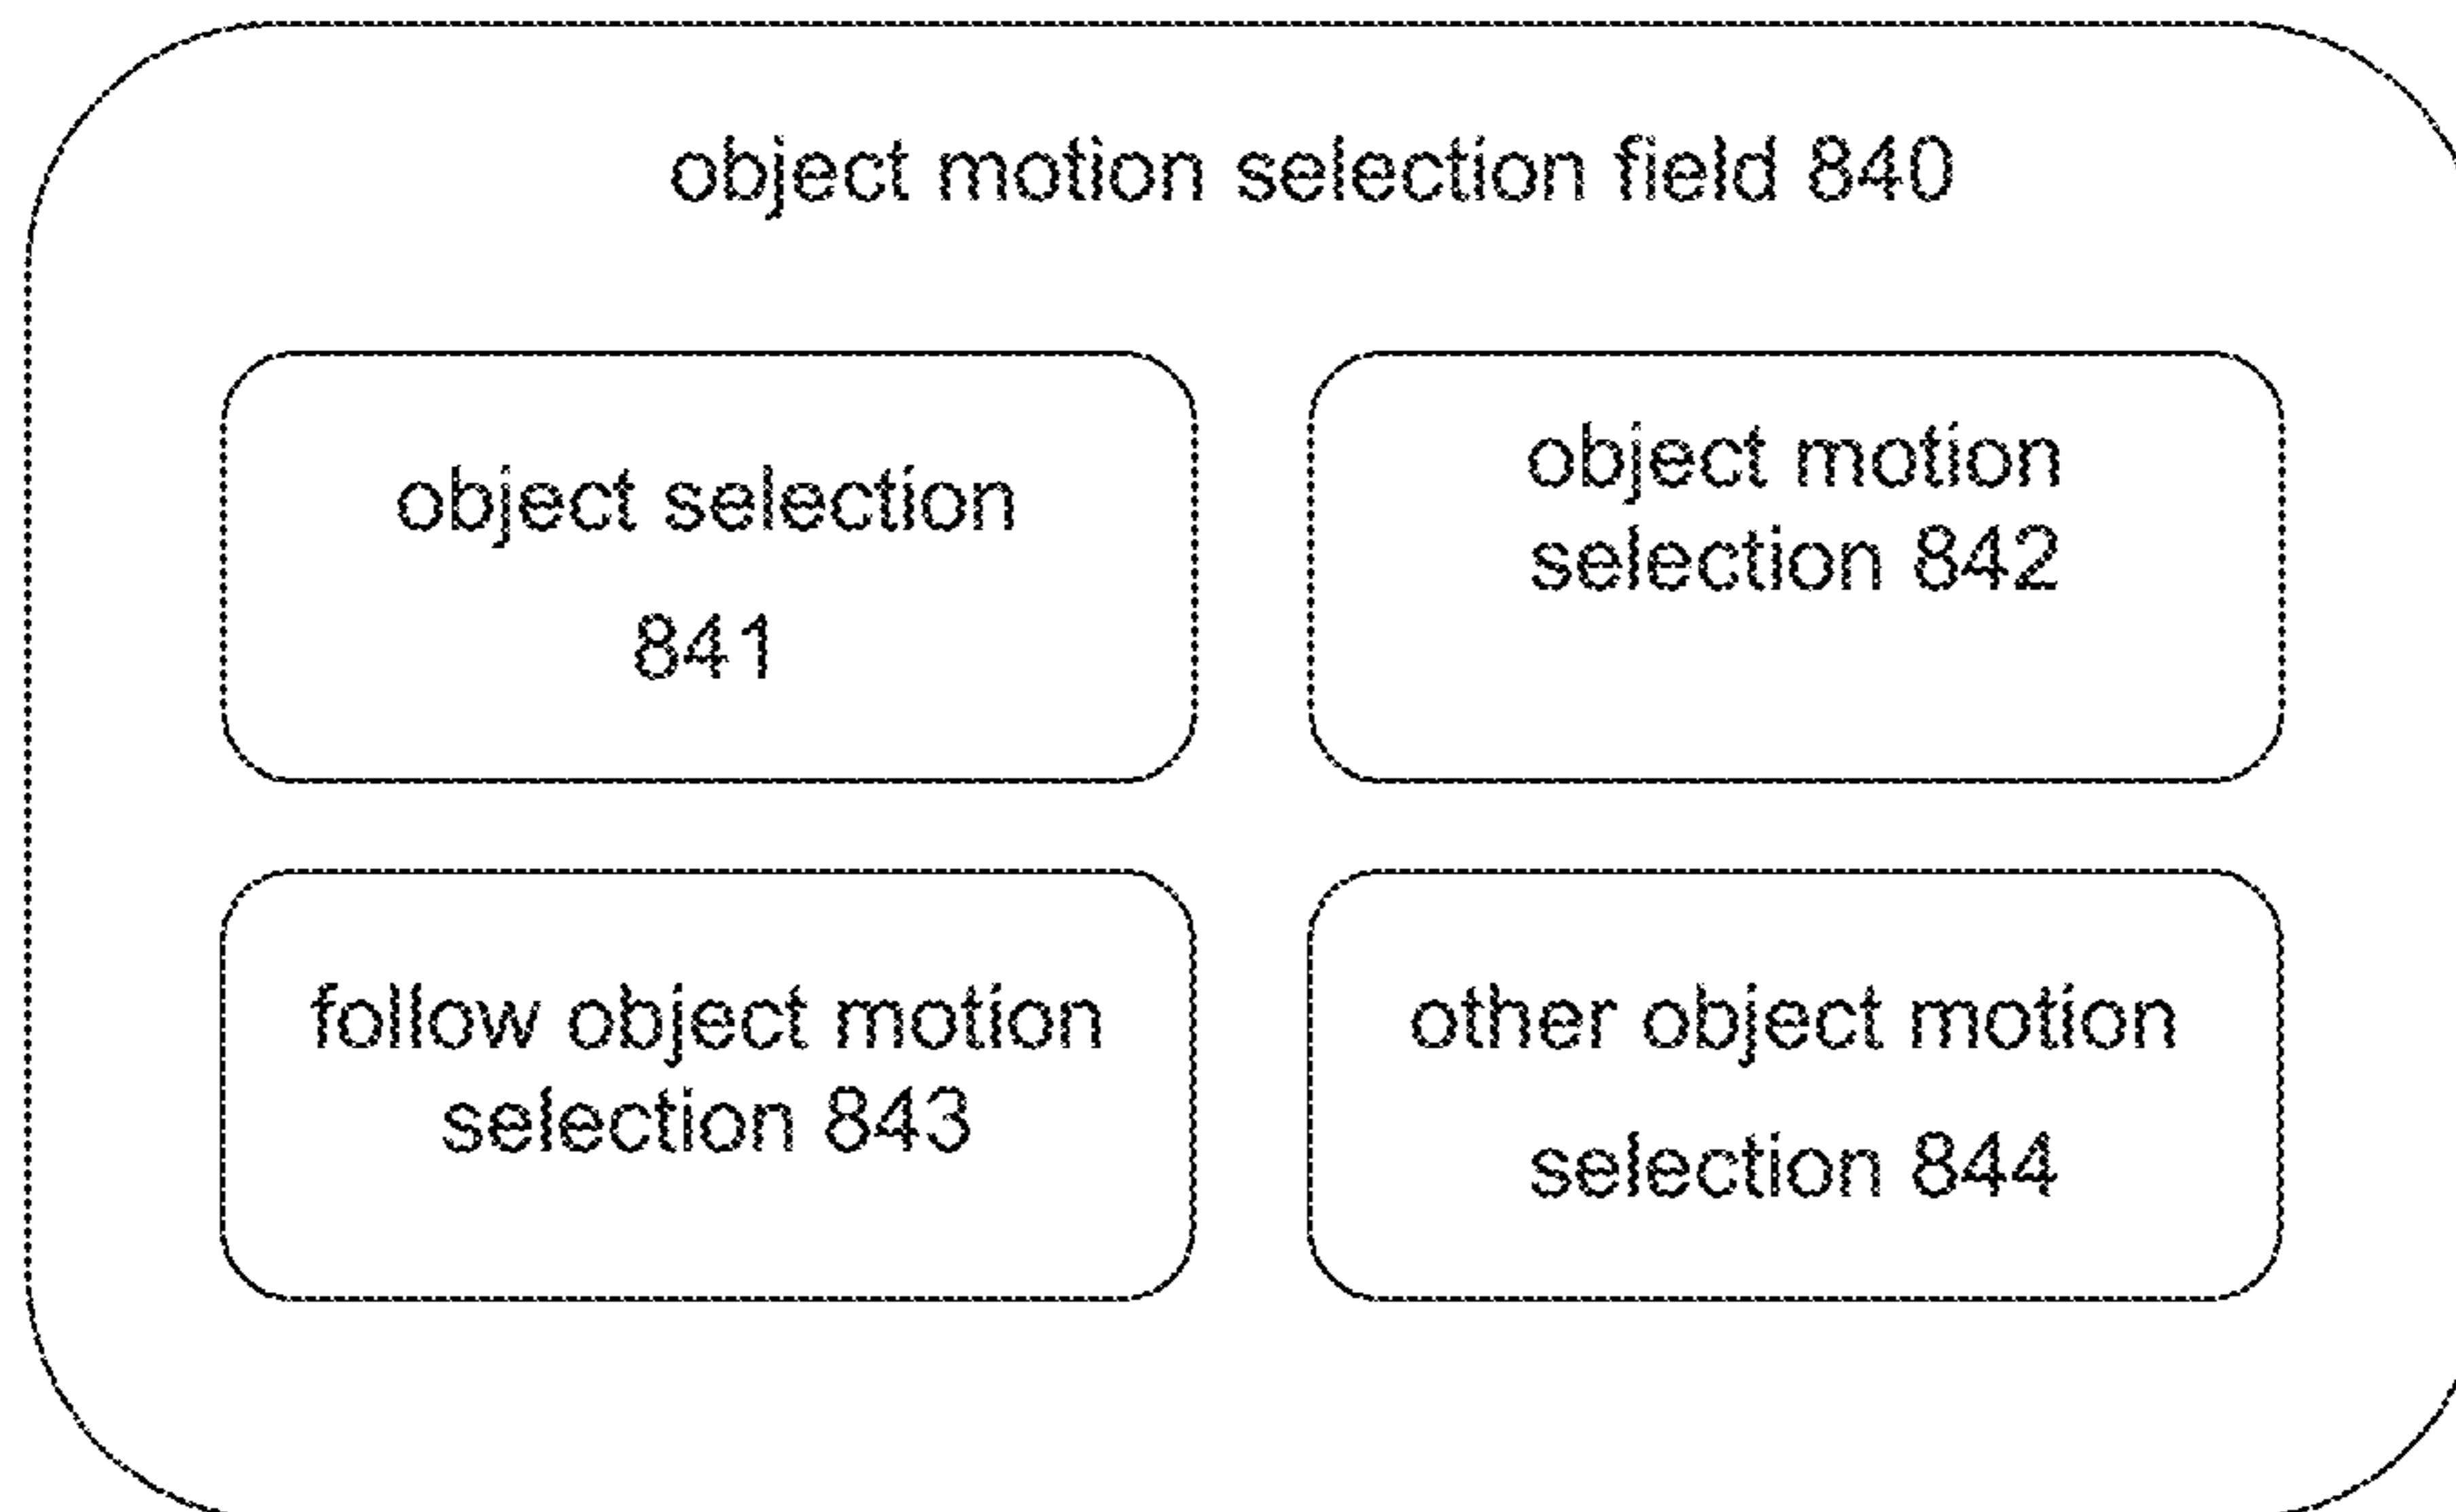 object motion selection field 840
object selection
841
object motion
selection 842
follow object motion
selection 843
other object motion
selection 844